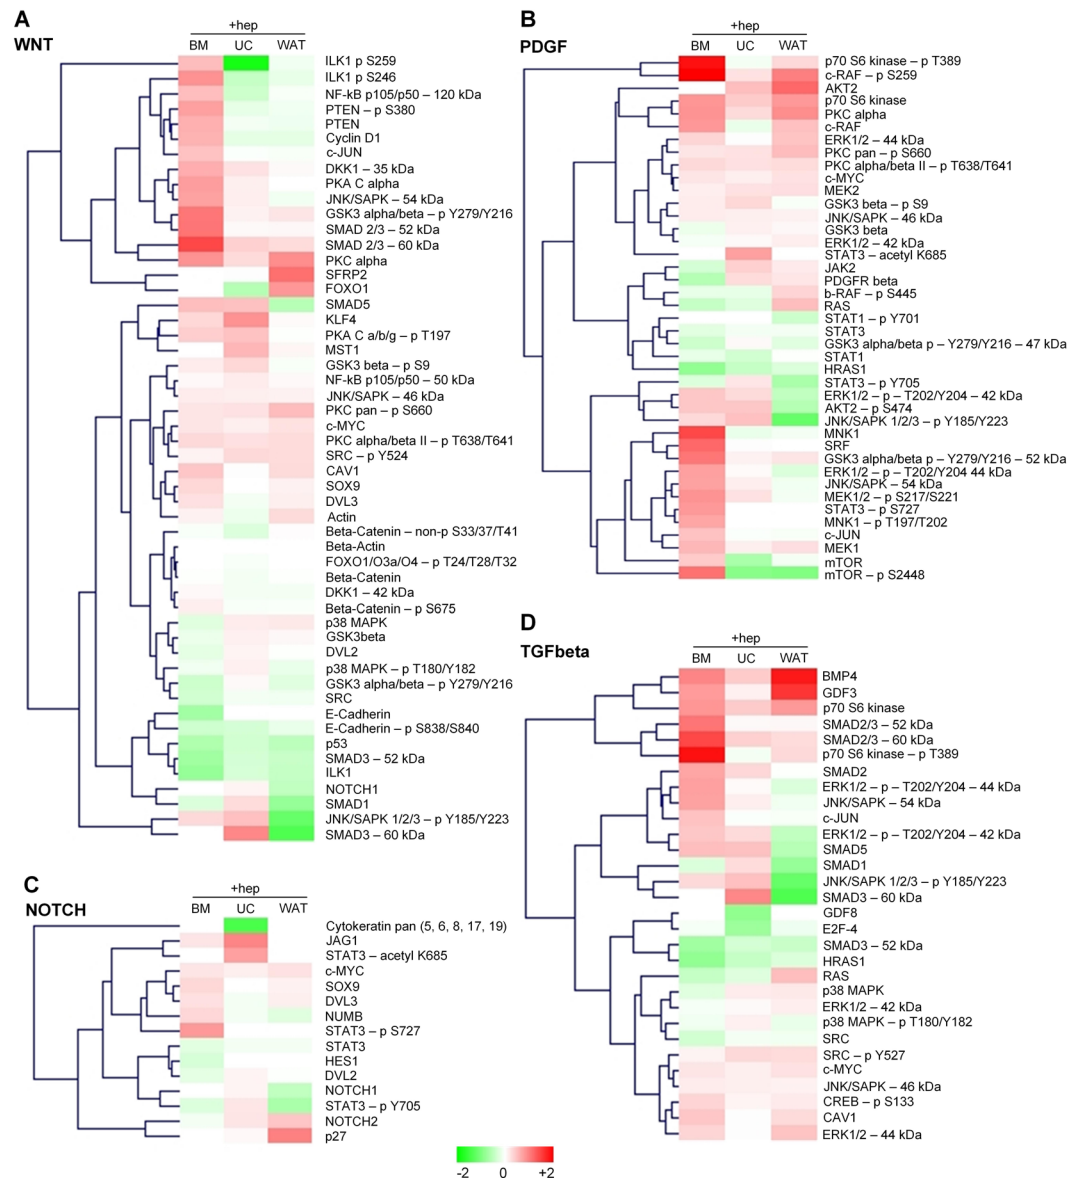 A
WNT
+hep
BM UC WAT
ILK1 p S259
ILK1 p S246
NF-kB p105/p50 – 120 kDa
PTEN – p S380
PTEN
Cyclin D1
c-JUN
DKK1 – 35 kDa
PKA C alpha
JNK/SAPK – 54 kDa
GSK3 alpha/beta – p Y279/Y216
SMAD 2/3 – 52 kDa
SMAD 2/3 – 60 kDa
PKC alpha
SFRP2
FOXO1
SMAD5
KLF4
PKA C a/b/g – p T197
MST1
GSK3 beta – p S9
NF-kB p105/p50 – 50 kDa
JNK/SAPK – 46 kDa
PKC pan – p S660
c-MYC
PKC alpha/beta II – p T638/T641
SRC – p Y524
CAV1
SOX9
DVL3
Actin
Beta-Catenin – non-p S33/37/T41
Beta-Actin
FOXO1/O3a/O4 – p T24/T28/T32
Beta-Catenin
DKK1 – 42 kDa
Beta-Catenin – p S675
p38 MAPK
GSK3beta
DVL2
p38 MAPK – p T180/Y182
GSK3 alpha/beta – p Y279/Y216
SRC
E-Cadherin
E-Cadherin – p S838/S840
p53
SMAD3 – 52 kDa
ILK1
NOTCH1
SMAD1
JNK/SAPK 1/2/3 – p Y185/Y223
SMAD3 – 60 kDa
B
PDGF
+hep
BM UC WAT
p70 S6 kinase – p T389
c-RAF – p S259
AKT2
p70 S6 kinase
PKC alpha
c-RAF
ERK1/2 – 44 kDa
PKC pan – p S660
PKC alpha/beta II – p T638/T641
c-MYC
MEK2
GSK3 beta – p S9
JNK/SAPK – 46 kDa
GSK3 beta
ERK1/2 – 42 kDa
STAT3 – acetyl K685
JAK2
PDGFR beta
b-RAF – p S445
RAS
STAT1 – p Y701
STAT3
GSK3 alpha/beta p – Y279/Y216 – 47 kDa
STAT1
HRAS1
STAT3 – p Y705
ERK1/2 – p – T202/Y204 – 42 kDa
AKT2 – p S474
JNK/SAPK 1/2/3 – p Y185/Y223
MNK1
SRF
GSK3 alpha/beta p – Y279/Y216 – 52 kDa
ERK1/2 – p – T202/Y204 44 kDa
JNK/SAPK – 54 kDa
MEK1/2 – p S217/S221
STAT3 – p S727
MNK1 – p T197/T202
c-JUN
MEK1
mTOR
mTOR – p S2448
C
NOTCH
+hep
BM UC WAT
Cytokeratin pan (5, 6, 8, 17, 19)
JAG1
STAT3 – acetyl K685
c-MYC
SOX9
DVL3
NUMB
STAT3 – p S727
STAT3
HES1
DVL2
NOTCH1
STAT3 – p Y705
NOTCH2
p27
D
TGFbeta
+hep
BM UC WAT
BMP4
GDF3
p70 S6 kinase
SMAD2/3 – 52 kDa
SMAD2/3 – 60 kDa
p70 S6 kinase – p T389
SMAD2
ERK1/2 – p – T202/Y204 – 44 kDa
JNK/SAPK – 54 kDa
c-JUN
ERK1/2 – p – T202/Y204 – 42 kDa
SMAD5
SMAD1
JNK/SAPK 1/2/3 – p Y185/Y223
SMAD3 – 60 kDa
GDF8
E2F-4
SMAD3 – 52 kDa
HRAS1
RAS
p38 MAPK
ERK1/2 – 42 kDa
p38 MAPK – p T180/Y182
SRC
SRC – p Y527
c-MYC
JNK/SAPK – 46 kDa
CREB – p S133
CAV1
ERK1/2 – 44 kDa
-2 0 +2